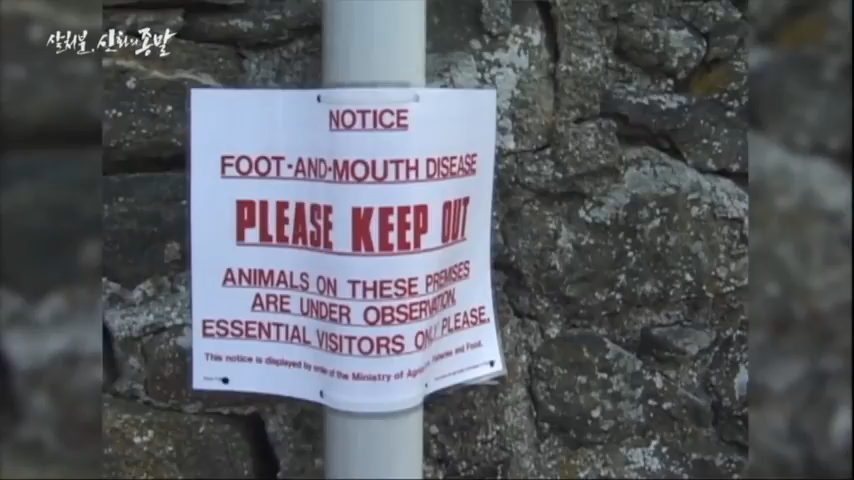 살처분, 신화의 종말
NOTICE
FOOT-AND-MOUTH DISEASE
PLEASE KEEP OUT
ANIMALS ON THESE PREMISES
ARE UNDER OBSERVATION.
ESSENTIAL VISITORS ONLY PLEASE.
This notice is displayed by order of the Ministry of Agriculture, Fisheries and Food.